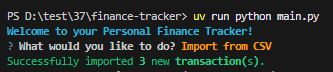 PS D:\test\37\finance-tracker> uv run python main.py
Welcome to your Personal Finance Tracker!
? What would you like to do? Import from CSV
Successfully imported 3 new transaction(s).